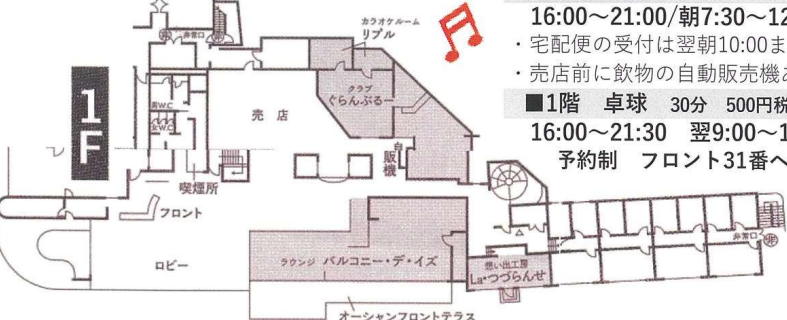 16:00～21:00/朝7:30～12
・宅配便の受付は翌朝10:00ま
・売店前に飲物の自動販売機あ
■1階 卓球 30分 500円税
16:00～21:30 翌9:00～1
予約制 フロント31番へ
1F
非常口
非
カラオケルーム
リプル
クラブ
ぐらんぶるー
売店
男W.C
女W.C
自販機
喫煙所
フロント
ロビー
ラウンジ バルコニー・デ・イズ
想い出工房
La・つづらんせ
非常口
非
オーシャンフロントテラス